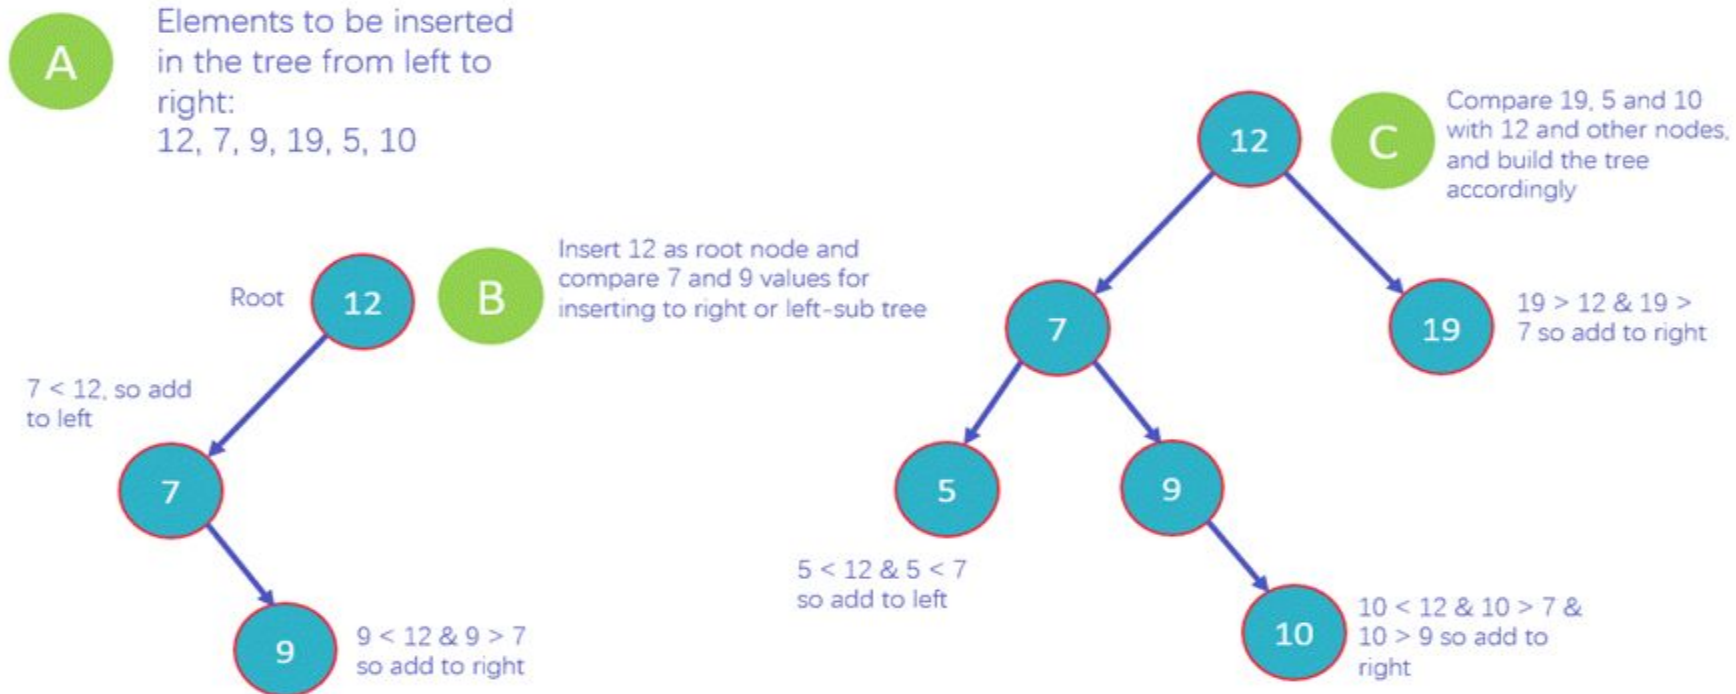 A
Elements to be inserted
in the tree from left to
right:
12, 7, 9, 19, 5, 10
Root
12
B
Insert 12 as root node and
compare 7 and 9 values for
inserting to right or left-sub tree
7 < 12, so add
to left
7
9
9 < 12 & 9 > 7
so add to right
12
C
Compare 19, 5 and 10
with 12 and other nodes,
and build the tree
accordingly
7
19
19 > 12 & 19 >
7 so add to right
5
9
5 < 12 & 5 < 7
so add to left
10
10 < 12 & 10 > 7 &
10 > 9 so add to
right